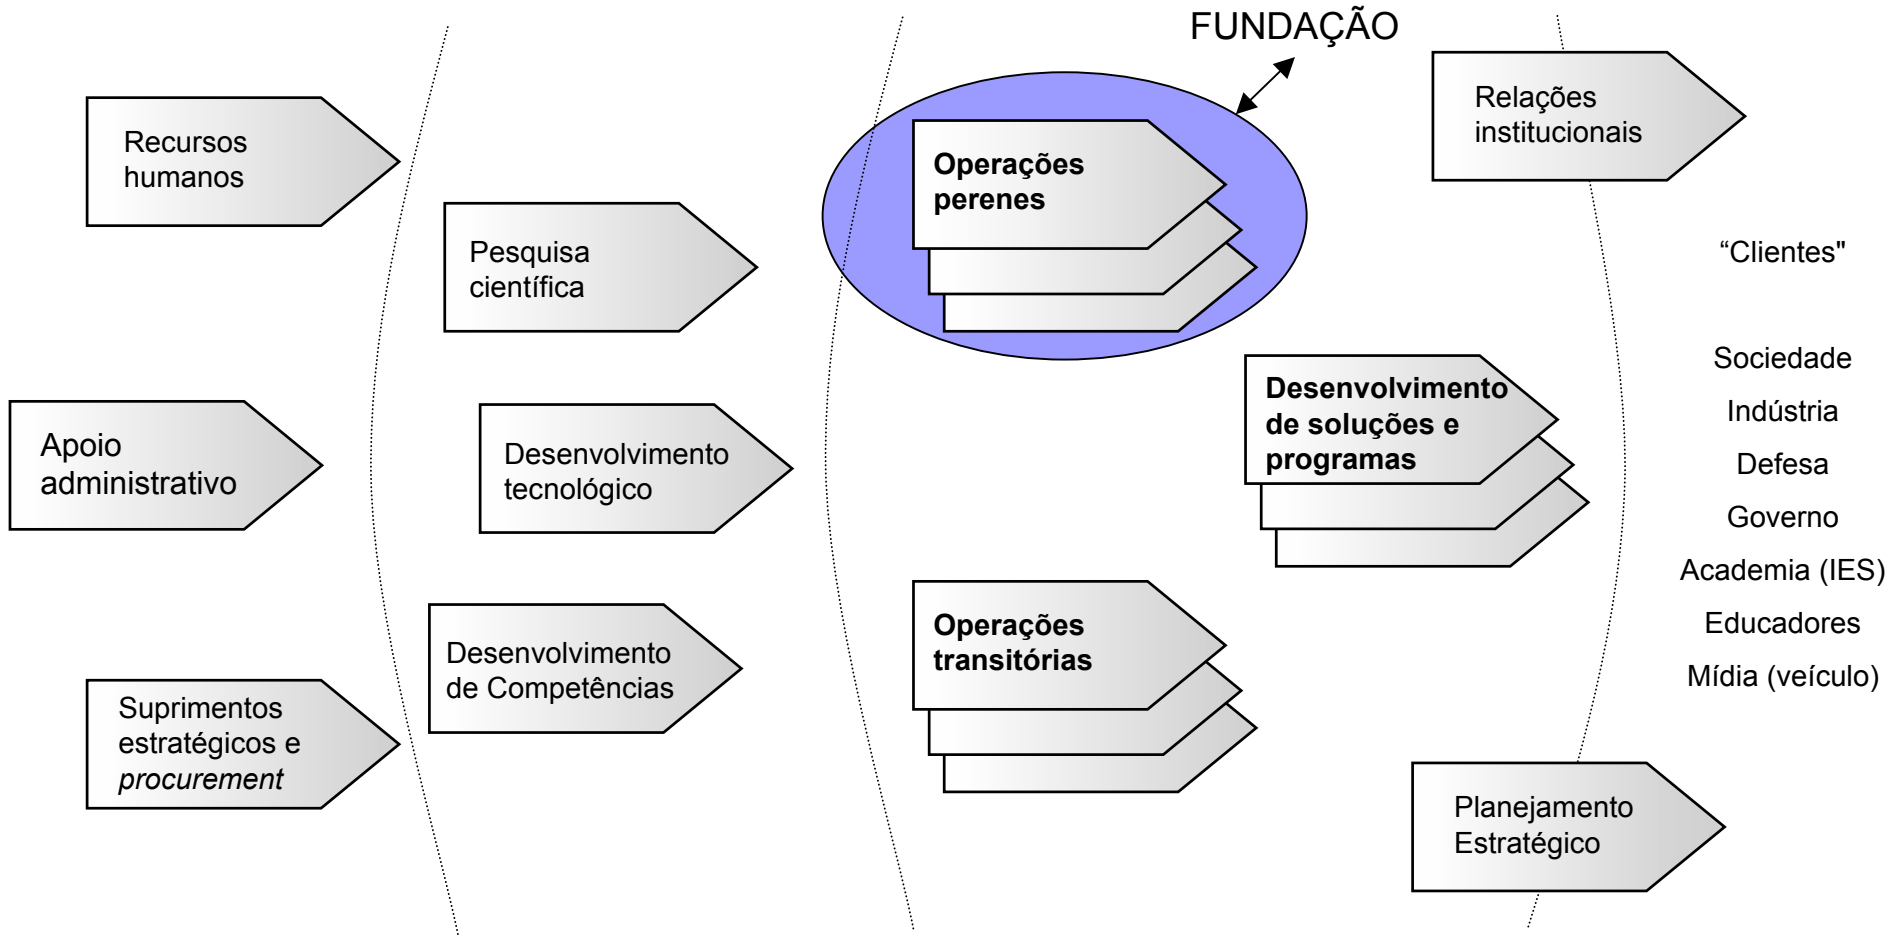 FUNDAÇÃO
Recursos
humanos
Apoio
administrativo
Suprimentos
estratégicos e
procurement
Pesquisa
científica
Desenvolvimento
tecnológico
Desenvolvimento
de Competências
Operações
perenes
Operações
transitórias
Desenvolvimento
de soluções e
programas
Relações
institucionais
Planejamento
Estratégico
“Clientes"
Sociedade
Indústria
Defesa
Governo
Academia (IES)
Educadores
Mídia (veículo)